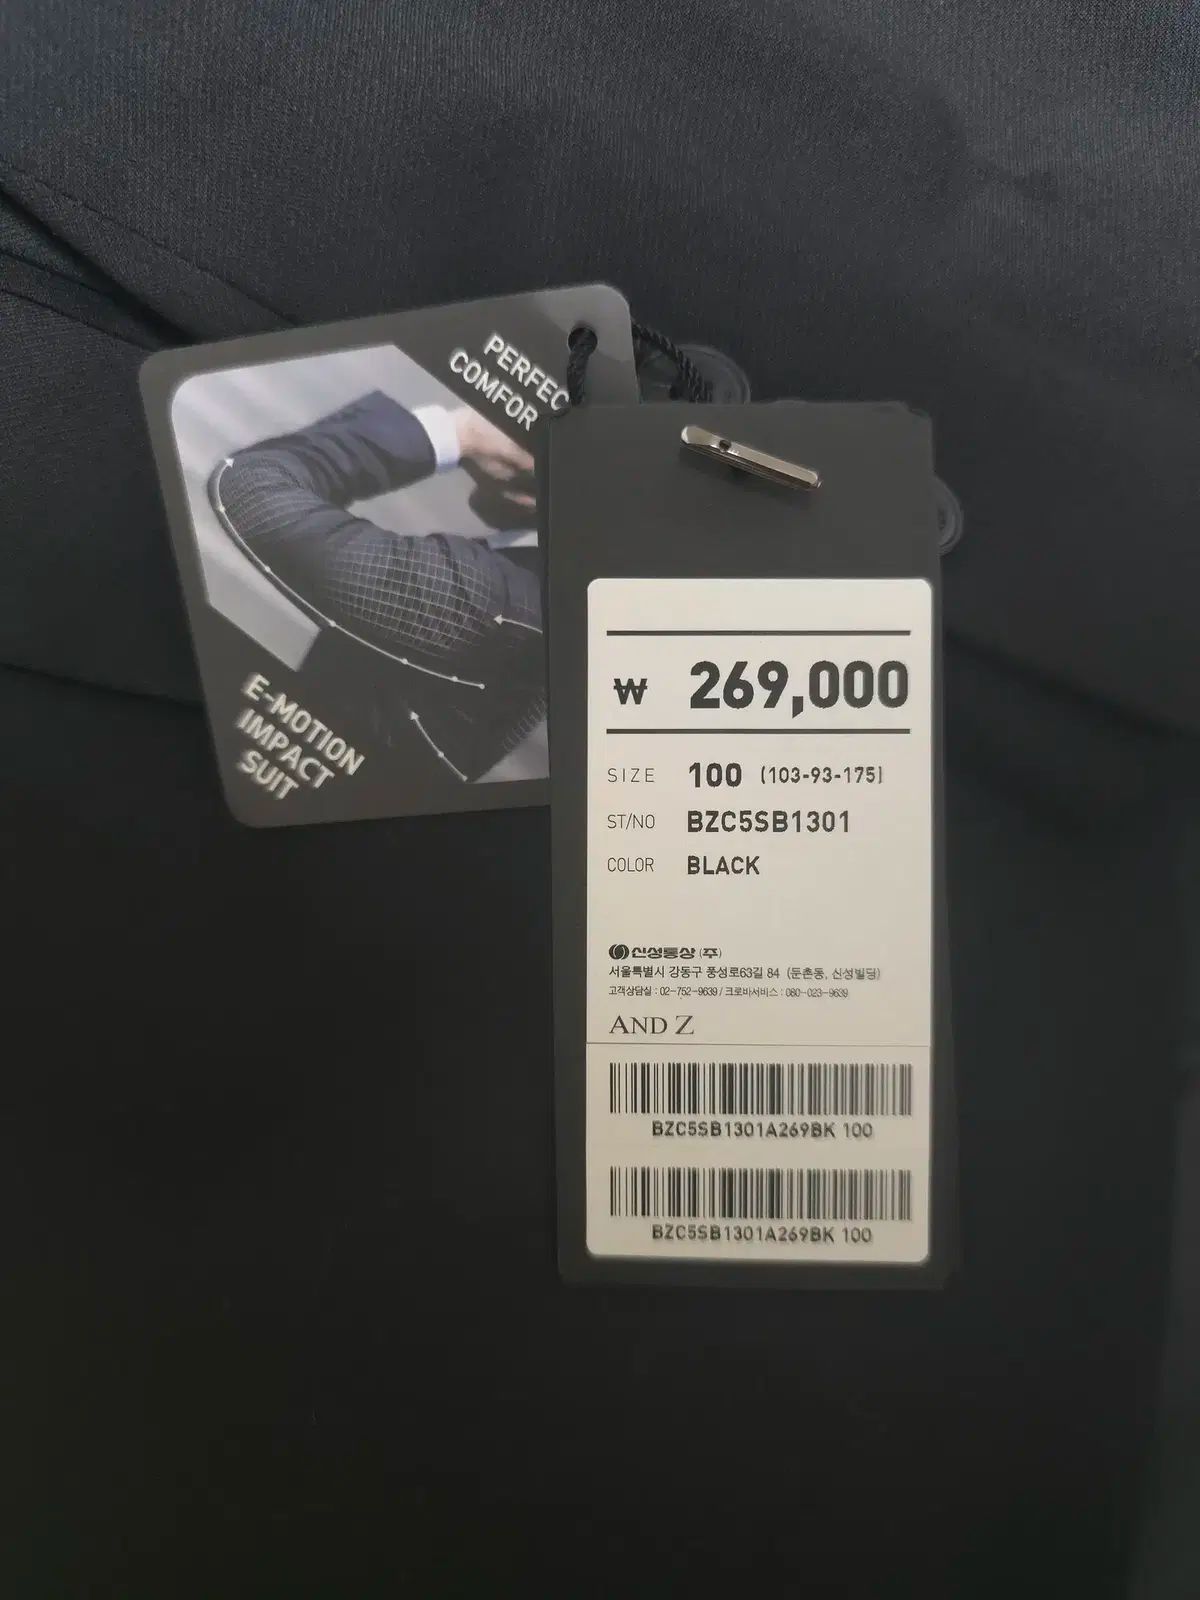 PERFEC
COMFOR
E-MOTION
IMPACT
SUIT
₩ 269,000
SIZE 100 (103-93-175)
ST/NO BZC5SB1301
COLOR BLACK
신성통상(주)
서울특별시 강동구 풍성로63길 84 (둔촌동, 신성빌딩)
고객상담실 : 02-752-9639 / 크로바서비스 : 080-023-9639
AND Z
BZC5SB1301A269BK 100
BZC5SB1301A269BK 100